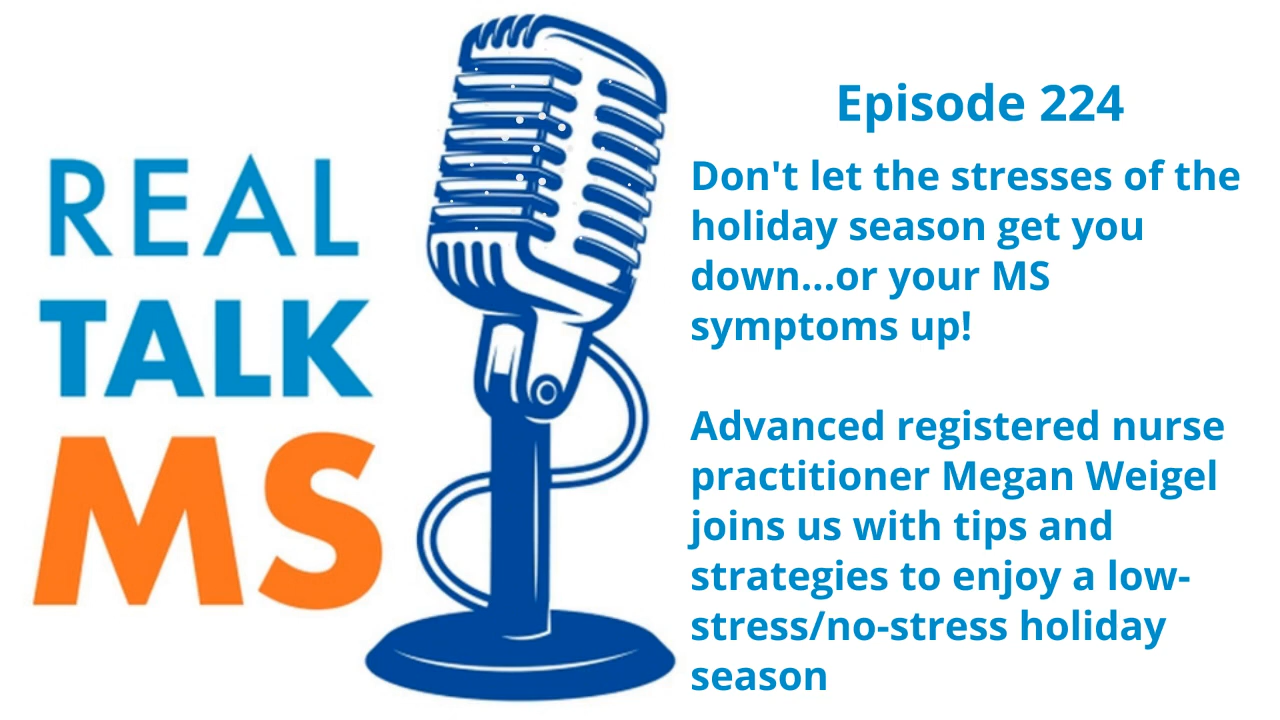 REAL
TALK
MS
Episode 224
Don't let the stresses of the
holiday season get you
down...or your MS
symptoms up!
Advanced registered nurse
practitioner Megan Weigel
joins us with tips and
strategies to enjoy a low-
stress/no-stress holiday
season